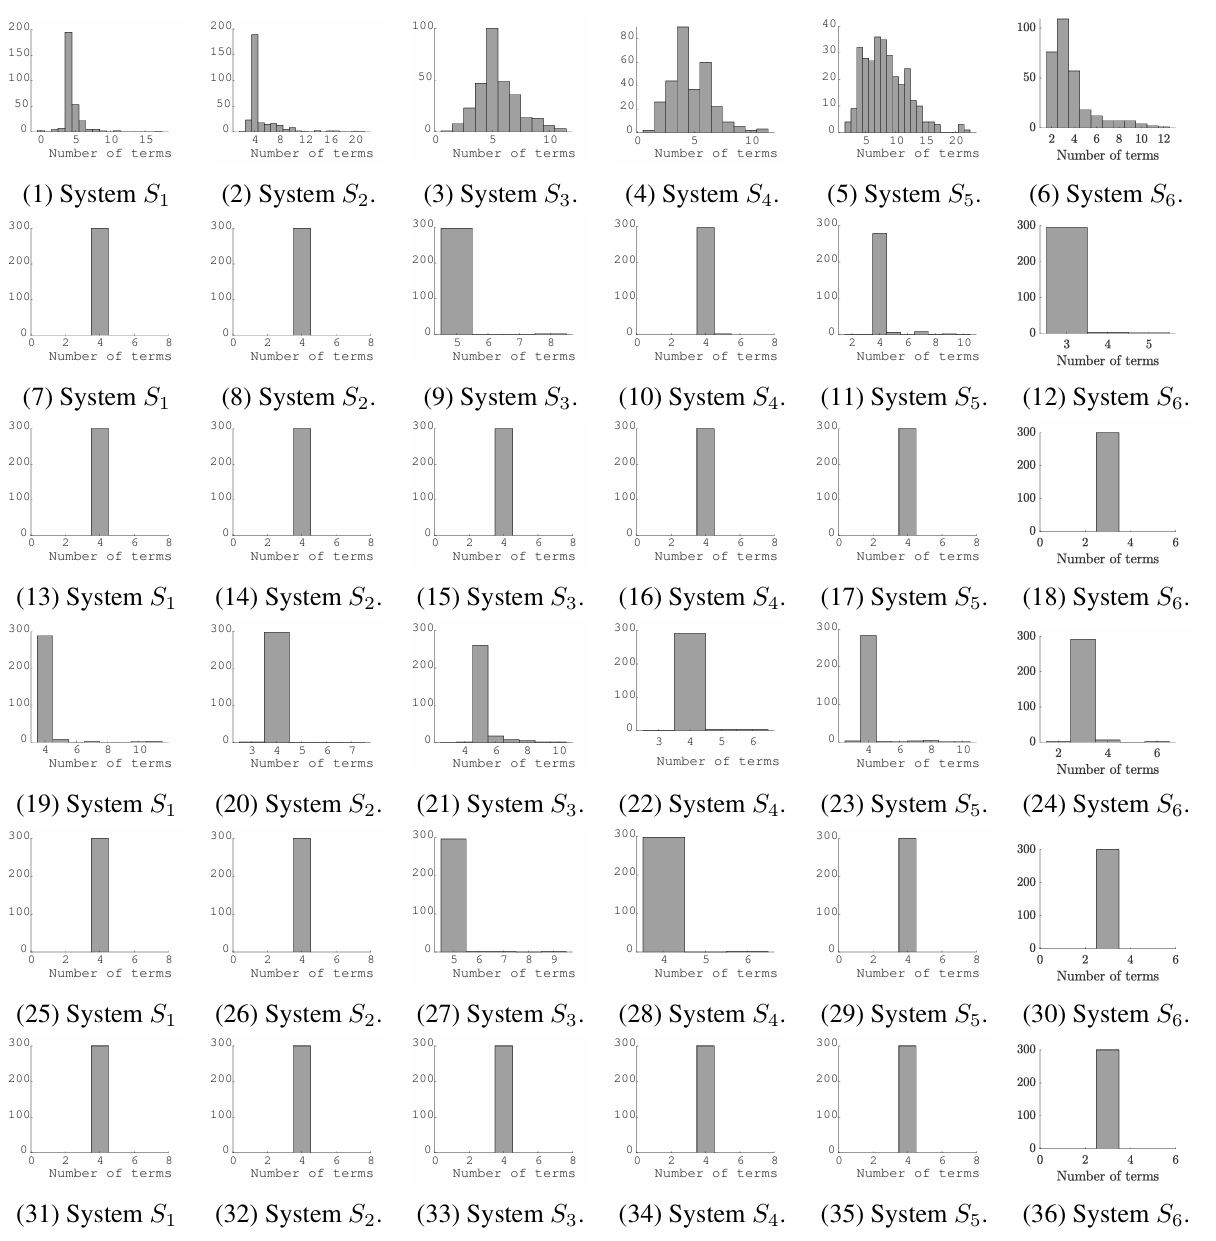 200
150
100
50
0
0 5 10 15
Number of terms
(1) System S1
200
150
100
50
0
4 8 12 16 20
Number of terms
(2) System S2.
100
50
0
0 5 10
Number of terms
(3) System S3.
80
60
40
20
0
0 5 10
Number of terms
(4) System S4.
40
30
20
10
0
5 10 15 20
Number of terms
(5) System S5.
100
50
0
2 4 6 8 10 12
Number of terms
(6) System S6.
300
200
100
0
0 2 4 6 8
Number of terms
(7) System S1
300
200
100
0
0 2 4 6 8
Number of terms
(8) System S2.
300
200
100
0
5 6 7 8
Number of terms
(9) System S3.
300
200
100
0
0 2 4 6 8
Number of terms
(10) System S4.
300
200
100
0
2 4 6 8 10
Number of terms
(11) System S5.
300
200
100
0
3 4 5
Number of terms
(12) System S6.
300
200
100
0
0 2 4 6 8
Number of terms
(13) System S1
300
200
100
0
0 2 4 6 8
Number of terms
(14) System S2.
300
200
100
0
0 2 4 6 8
Number of terms
(15) System S3.
300
200
100
0
0 2 4 6 8
Number of terms
(16) System S4.
300
200
100
0
0 2 4 6 8
Number of terms
(17) System S5.
300
200
100
0
0 2 4 6
Number of terms
(18) System S6.
300
200
100
0
4 6 8 10
Number of terms
(19) System S1
300
200
100
0
3 4 5 6 7
Number of terms
(20) System S2.
300
200
100
0
4 6 8 10
Number of terms
(21) System S3.
300
200
100
0
3 4 5 6
Number of terms
(22) System S4.
300
200
100
0
4 6 8 10
Number of terms
(23) System S5.
300
200
100
0
2 4 6
Number of terms
(24) System S6.
300
200
100
0
0 2 4 6 8
Number of terms
(25) System S1
300
200
100
0
0 2 4 6 8
Number of terms
(26) System S2.
300
200
100
0
5 6 7 8 9
Number of terms
(27) System S3.
300
200
100
0
4 5 6
Number of terms
(28) System S4.
300
200
100
0
0 2 4 6 8
Number of terms
(29) System S5.
300
200
100
0
0 2 4 6
Number of terms
(30) System S6.
300
200
100
0
0 2 4 6 8
Number of terms
(31) System S1
300
200
100
0
0 2 4 6 8
Number of terms
(32) System S2.
300
200
100
0
0 2 4 6 8
Number of terms
(33) System S3.
300
200
100
0
0 2 4 6 8
Number of terms
(34) System S4.
300
200
100
0
0 2 4 6 8
Number of terms
(35) System S5.
300
200
100
0
0 2 4 6
Number of terms
(36) System S6.